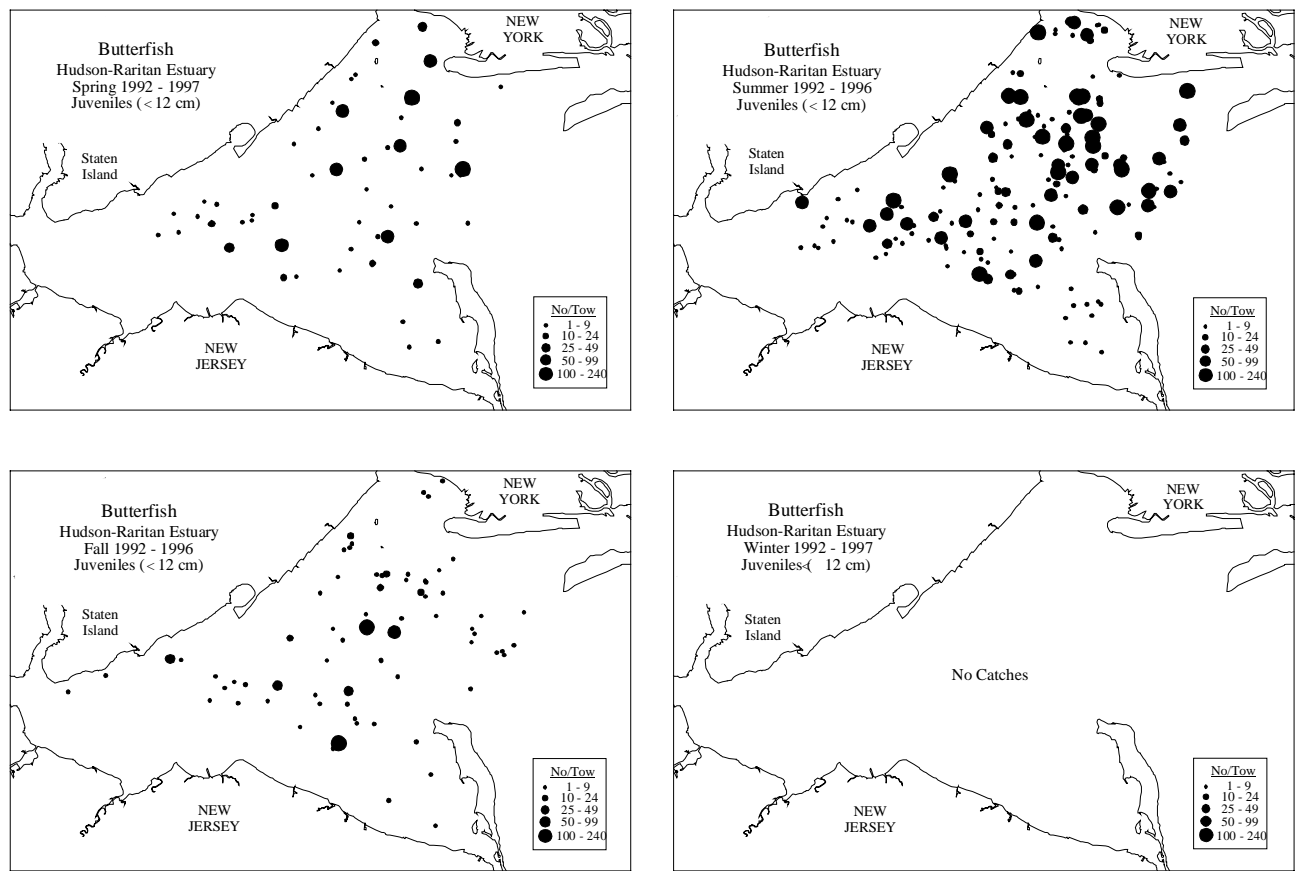 Butterfish
Hudson-Raritan Estuary
Spring 1992 - 1997
Juveniles (< 12 cm)
NEW
YORK
Staten
Island
NEW
JERSEY
No/Tow
1 - 9
10 - 24
25 - 49
50 - 99
100 - 240
Butterfish
Hudson-Raritan Estuary
Summer 1992 - 1996
Juveniles (< 12 cm)
NEW
YORK
Staten
Island
NEW
JERSEY
No/Tow
1 - 9
10 - 24
25 - 49
50 - 99
100 - 240
Butterfish
Hudson-Raritan Estuary
Fall 1992 - 1996
Juveniles (< 12 cm)
NEW
YORK
Staten
Island
NEW
JERSEY
No/Tow
1 - 9
10 - 24
25 - 49
50 - 99
100 - 240
Butterfish
Hudson-Raritan Estuary
Winter 1992 - 1997
Juveniles<( 12 cm)
NEW
YORK
Staten
Island
No Catches
NEW
JERSEY
No/Tow
1 - 9
10 - 24
25 - 49
50 - 99
100 - 240